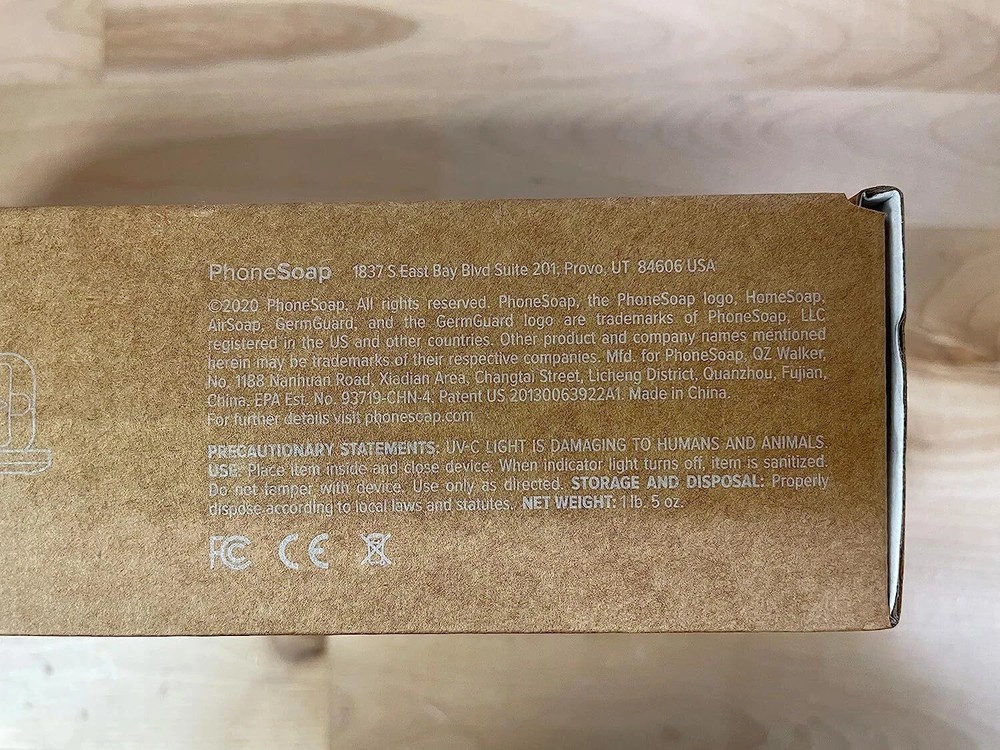 PhoneSoap 1837 S East Bay Blvd Suite 201, Provo, UT 84606 USA
©2020 PhoneSoap. All rights reserved. PhoneSoap, the PhoneSoap logo, HomeSoap,
AirSoap, GermGuard, and the GermGuard logo are trademarks of PhoneSoap, LLC
registered in the US and other countries. Other product and company names mentioned
herein may be trademarks of their respective companies. Mfd. for PhoneSoap, QZ Walker,
No. 1188 Nanhuan Road, Xiadian Area, Changtai Street, Licheng District, Quanzhou, Fujian,
China. EPA Est. No. 93719-CHN-4. Patent US 20130063922A1. Made in China.
For further details visit phonesoap.com
PRECAUTIONARY STATEMENTS: UV-C LIGHT IS DAMAGING TO HUMANS AND ANIMALS.
USE: Place item inside and close device. When indicator light turns off, item is sanitized.
Do not tamper with device. Use only as directed. STORAGE AND DISPOSAL: Properly
dispose according to local laws and statutes. NET WEIGHT: 1 lb. 5 oz.
FC CE